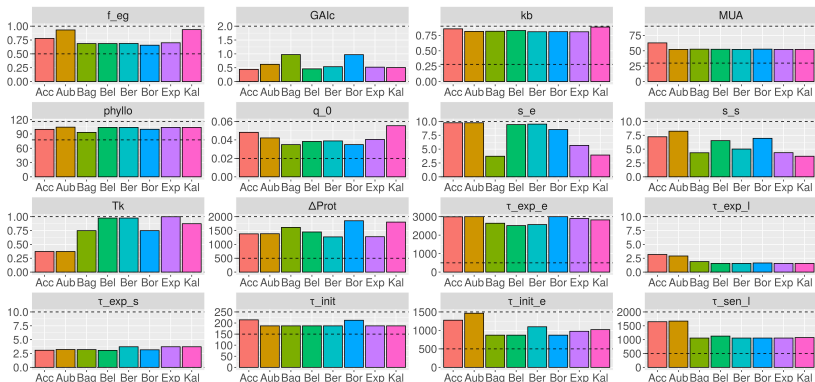 f_eg GAIc kb MUA
1.00 0.75 0.50 0.25 0.00
2.0 1.5 1.0 0.5 0.0
0.75 0.50 0.25 0.00
75 50 25 0
Acc Aub Bag Bel Ber Bor Exp Kal Acc Aub Bag Bel Ber Bor Exp Kal Acc Aub Bag Bel Ber Bor Exp Kal Acc Aub Bag Bel Ber Bor Exp Kal
phyllo q_0 s_e s_s
120 90 60 30 0
0.06 0.04 0.02 0.00
10.0 7.5 5.0 2.5 0.0
10.0 7.5 5.0 2.5 0.0
Acc Aub Bag Bel Ber Bor Exp Kal Acc Aub Bag Bel Ber Bor Exp Kal Acc Aub Bag Bel Ber Bor Exp Kal Acc Aub Bag Bel Ber Bor Exp Kal
Tk ΔProt τ_exp_e τ_exp_l
1.00 0.75 0.50 0.25 0.00
2000 1500 1000 500 0
3000 2000 1000 0
10.0 7.5 5.0 2.5 0.0
Acc Aub Bag Bel Ber Bor Exp Kal Acc Aub Bag Bel Ber Bor Exp Kal Acc Aub Bag Bel Ber Bor Exp Kal Acc Aub Bag Bel Ber Bor Exp Kal
τ_exp_s τ_init τ_init_e τ_sen_l
10.0 7.5 5.0 2.5 0.0
250 200 150 100 50 0
1500 1000 500 0
2000 1500 1000 500 0
Acc Aub Bag Bel Ber Bor Exp Kal Acc Aub Bag Bel Ber Bor Exp Kal Acc Aub Bag Bel Ber Bor Exp Kal Acc Aub Bag Bel Ber Bor Exp Kal